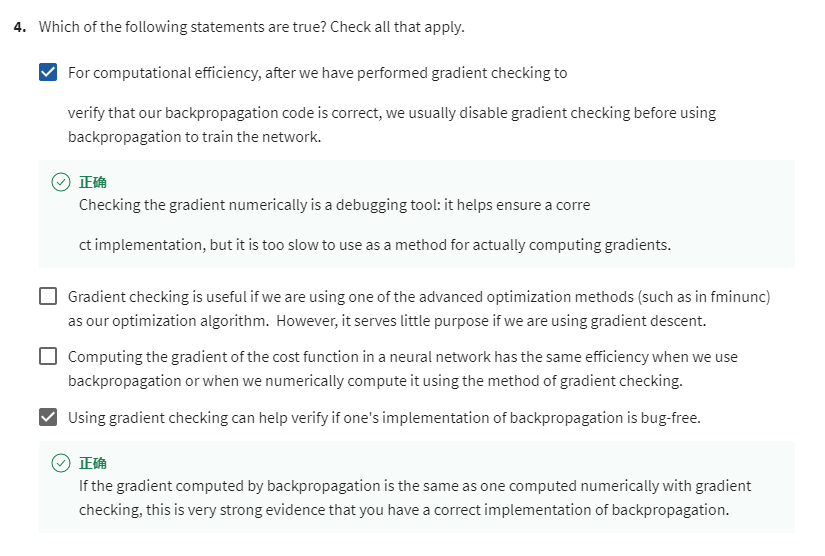 4. Which of the following statements are true? Check all that apply.
For computational efficiency, after we have performed gradient checking to
verify that our backpropagation code is correct, we usually disable gradient checking before using
backpropagation to train the network.
正确
Checking the gradient numerically is a debugging tool: it helps ensure a corre
ct implementation, but it is too slow to use as a method for actually computing gradients.
Gradient checking is useful if we are using one of the advanced optimization methods (such as in fminunc)
as our optimization algorithm. However, it serves little purpose if we are using gradient descent.
Computing the gradient of the cost function in a neural network has the same efficiency when we use
backpropagation or when we numerically compute it using the method of gradient checking.
Using gradient checking can help verify if one's implementation of backpropagation is bug-free.
正确
If the gradient computed by backpropagation is the same as one computed numerically with gradient
checking, this is very strong evidence that you have a correct implementation of backpropagation.